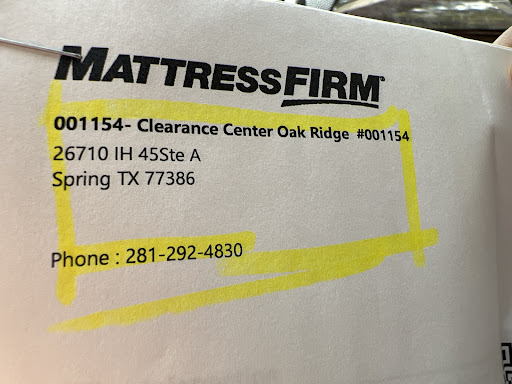 MATTRESSFIRM
001154- Clearance Center Oak Ridge #001154
26710 IH 45Ste A
Spring TX 77386
Phone : 281-292-4830